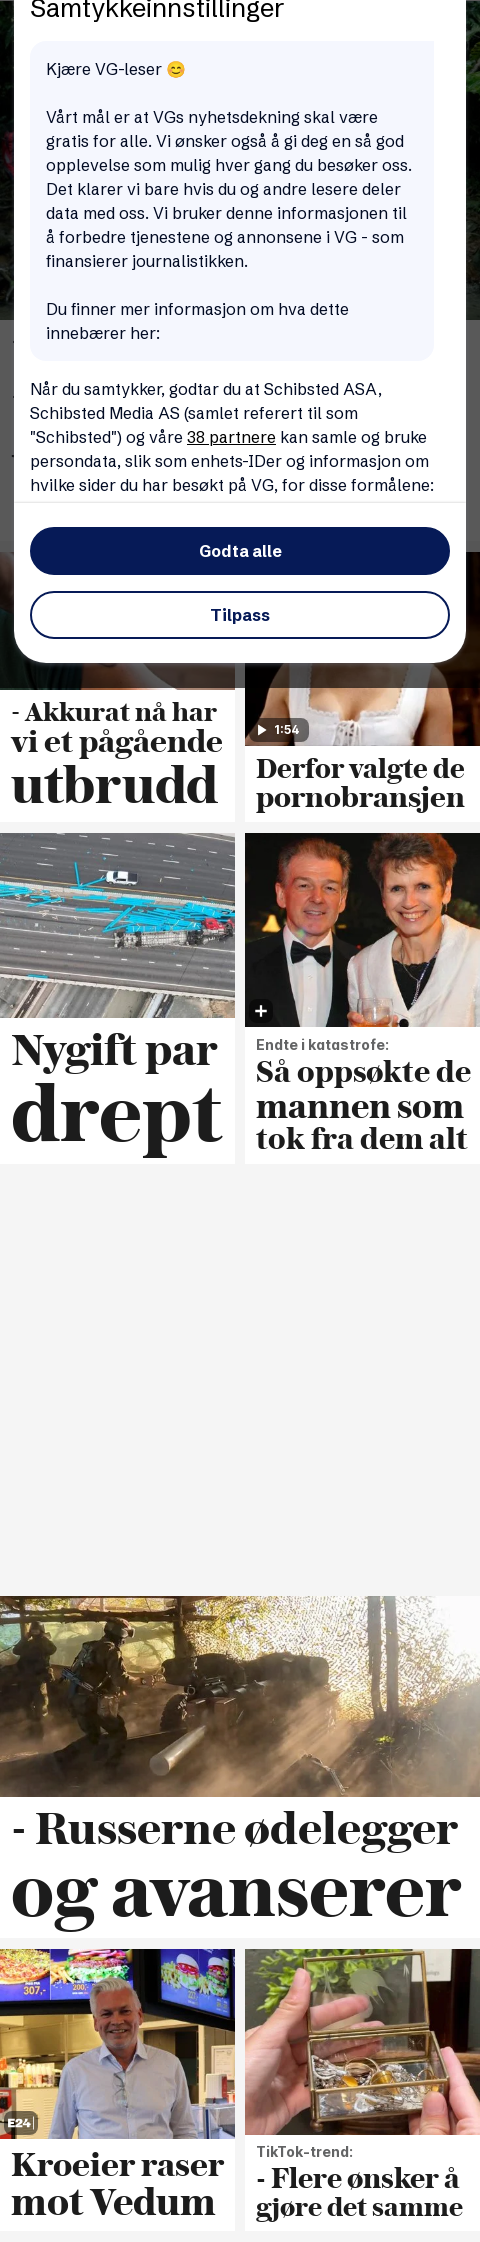 Samtykkeinnstillinger
Kjære VG-leser 😊
Vårt mål er at VGs nyhetsdekning skal være
gratis for alle. Vi ønsker også å gi deg en så god
opplevelse som mulig hver gang du besøker oss.
Det klarer vi bare hvis du og andre lesere deler
data med oss. Vi bruker denne informasjonen til
å forbedre tjenestene og annonsene i VG - som
finansierer journalistikken.
Du finner mer informasjon om hva dette
innebærer her:
Når du samtykker, godtar du at Schibsted ASA,
Schibsted Media AS (samlet referert til som
"Schibsted") og våre 38 partnere kan samle og bruke
persondata, slik som enhets-IDer og informasjon om
hvilke sider du har besøkt på VG, for disse formålene:
Godta alle
Tilpass
- Akkurat nå har
vi et pågående
utbrudd
1:54
Derfor valgte de
pornobransjen
Nygift par
drept
Endte i katastrofe:
Så oppsøkte de
mannen som
tok fra dem alt
- Russerne ødelegger
og avanserer
307,-
200,-
E24
Kroeier raser
mot Vedum
TikTok-trend:
- Flere ønsker å
gjøre det samme